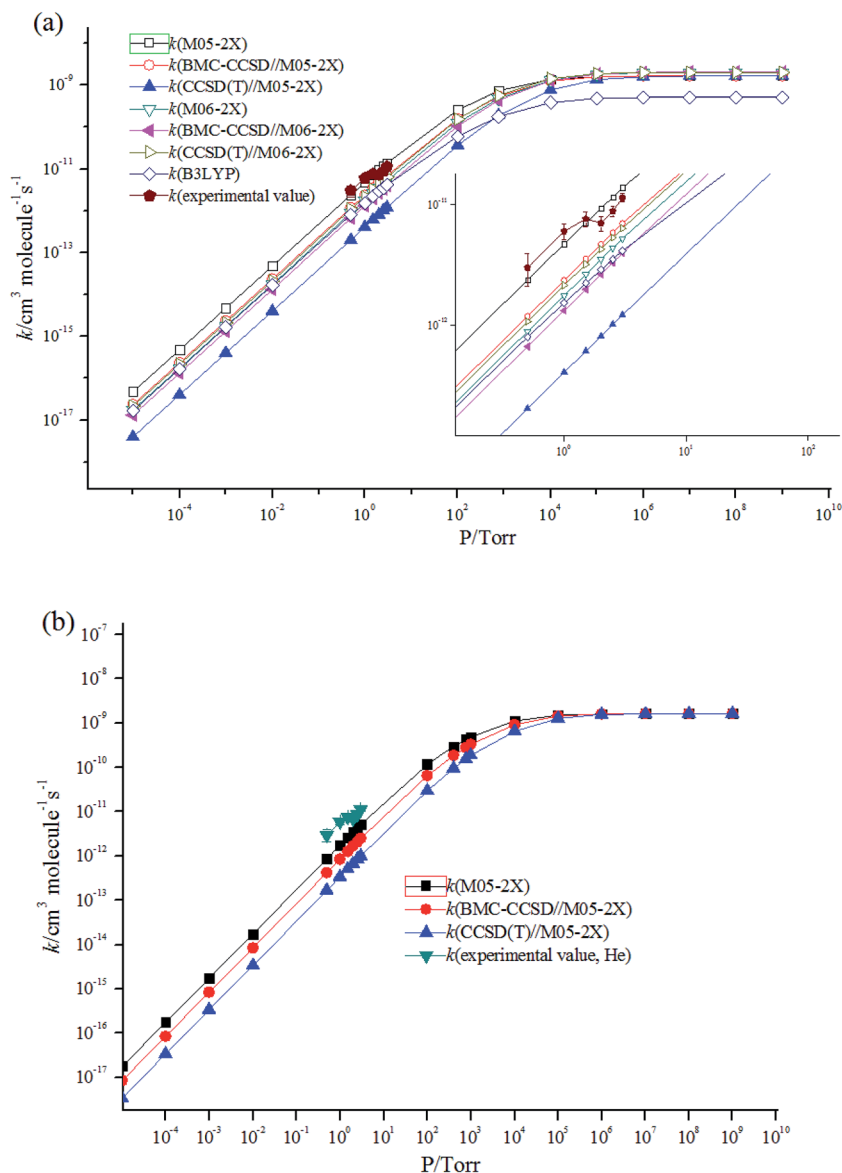 (a)
k(M05-2X)
k(BMC-CCSD//M05-2X)
k(CCSD(T)//M05-2X)
k(M06-2X)
k(BMC-CCSD//M06-2X)
k(CCSD(T)//M06-2X)
k(B3LYP)
k(experimental value)
k/cm³ molecule⁻¹s⁻¹
10⁻⁹
10⁻¹¹
10⁻¹³
10⁻¹⁵
10⁻¹⁷
10⁻¹¹
10⁻¹²
10⁰ 10¹ 10²
10⁻⁴ 10⁻² 10⁰ 10² 10⁴ 10⁶ 10⁸ 10¹⁰
P/Torr
(b)
k/cm³ molecule⁻¹s⁻¹
10⁻⁷
10⁻⁸
10⁻⁹
10⁻¹⁰
10⁻¹¹
10⁻¹²
10⁻¹³
10⁻¹⁴
10⁻¹⁵
10⁻¹⁶
10⁻¹⁷
k(M05-2X)
k(BMC-CCSD//M05-2X)
k(CCSD(T)//M05-2X)
k(experimental value, He)
10⁻⁴ 10⁻³ 10⁻² 10⁻¹ 10⁰ 10¹ 10² 10³ 10⁴ 10⁵ 10⁶ 10⁷ 10⁸ 10⁹ 10¹⁰
P/Torr